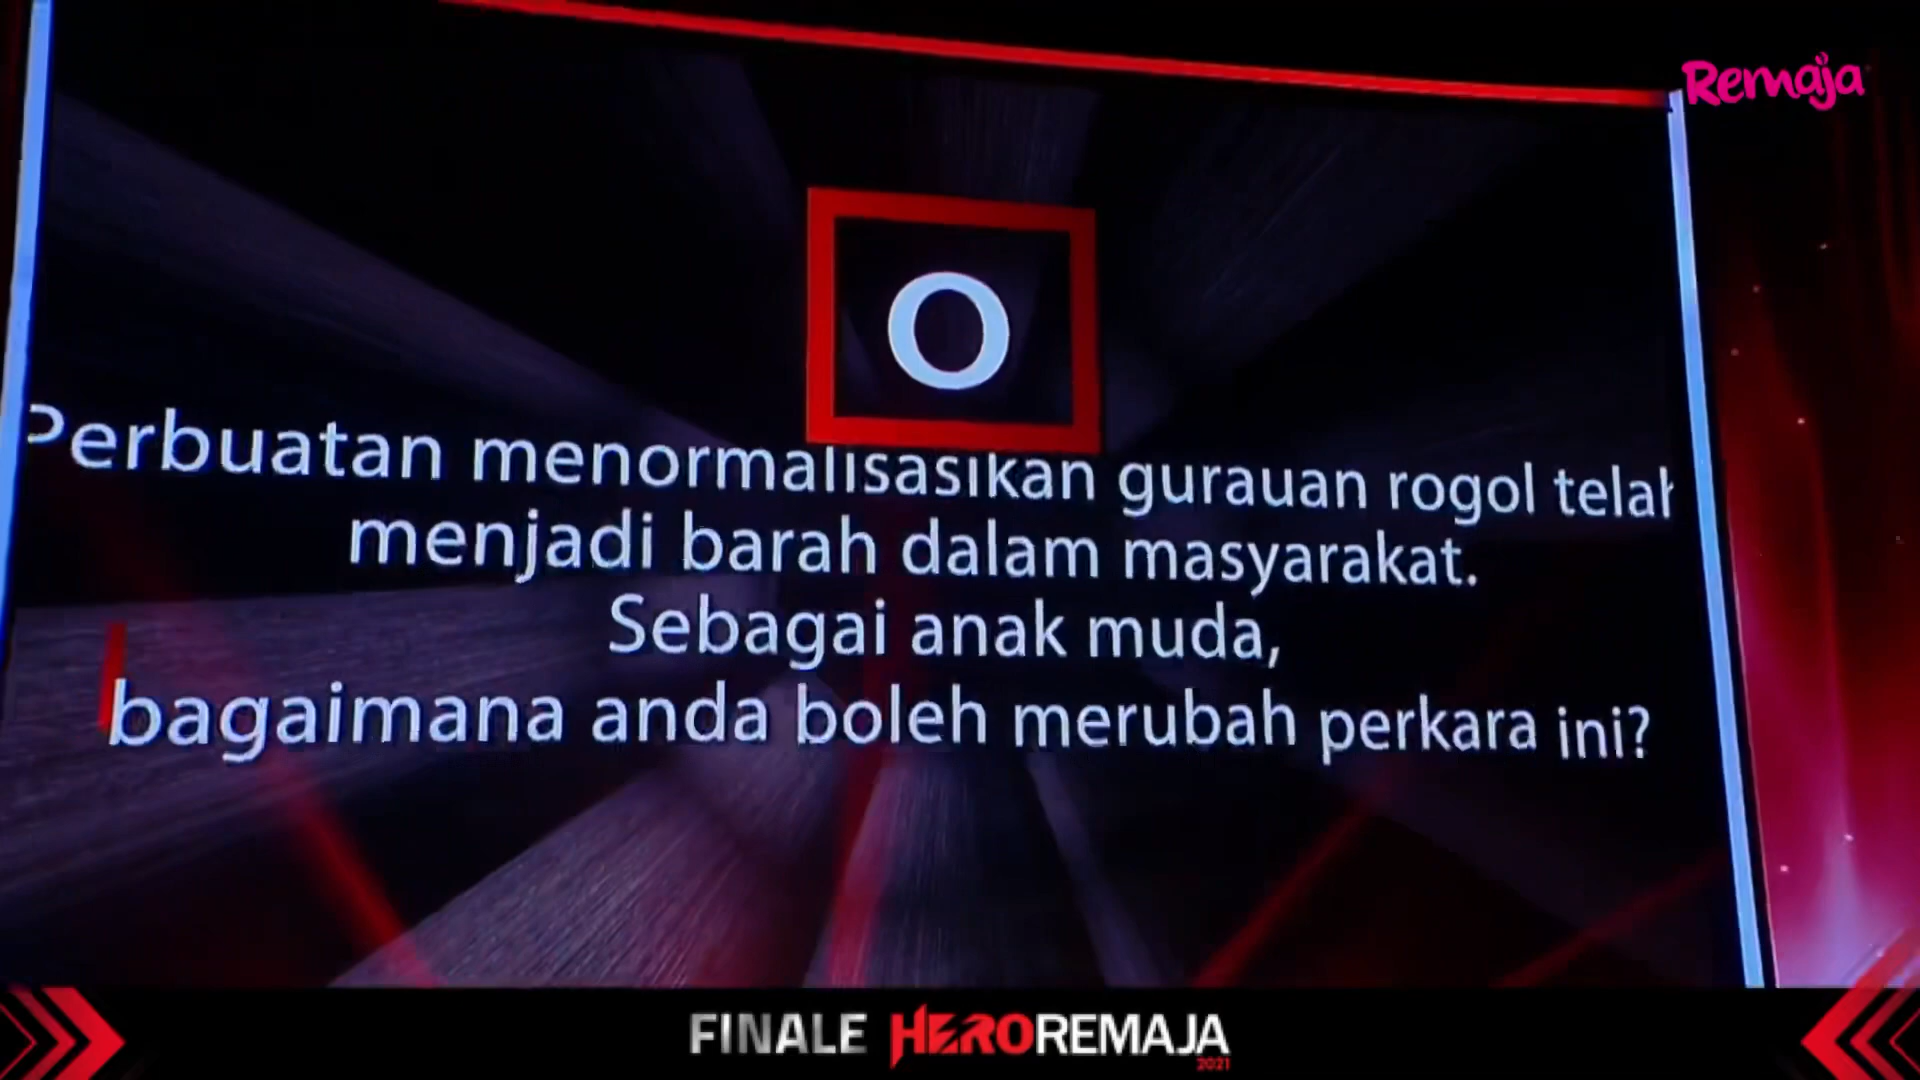 Remaja
O
Perbuatan menormalisasikan gurauan rogol telah
menjadi barah dalam masyarakat.
Sebagai anak muda,
bagaimana anda boleh merubah perkara ini?
FINALE HEROREMAJA
2021